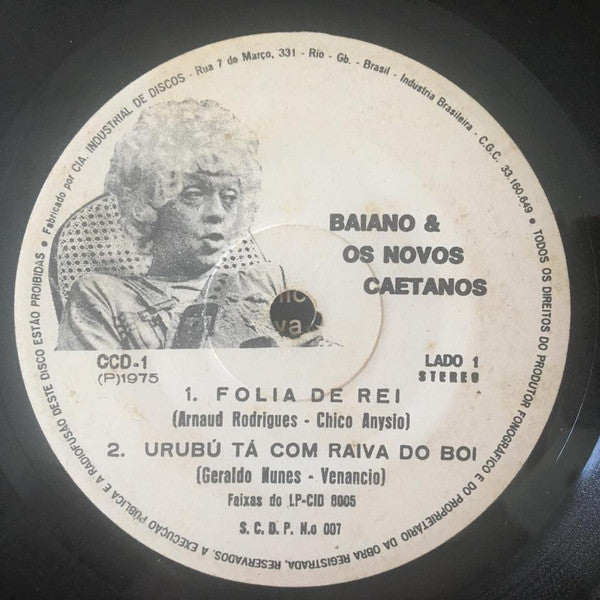 ● Fabricado por CIA. INDUSTRIAL DE DISCOS - Rua 7 de Março, 331 - Rio - Gb. - Brasil - Industria Brasileira - C.G.C. 33.160.649 ● TODOS OS DIREITOS DO PRODUTOR FONOGRAFICO E DO PROPRIETÁRIO DA OBRA REGISTRADA, RESERVADOS. A EXECUÇÃO PÚBLICA E A RADIOFUSÃO DESTE DISCO ESTÃO PROIBIDAS
BAIANO &
OS NOVOS
CAETANOS
CCD-1
(P)1975
LADO 1
STEREO
1. FOLIA DE REI
(Arnaud Rodrigues - Chico Anysio)
2. URUBÚ TÁ COM RAIVA DO BOI
(Geraldo Nunes - Venancio)
Faixas do LP-CID 8005
S. C. D. P. N.o 007